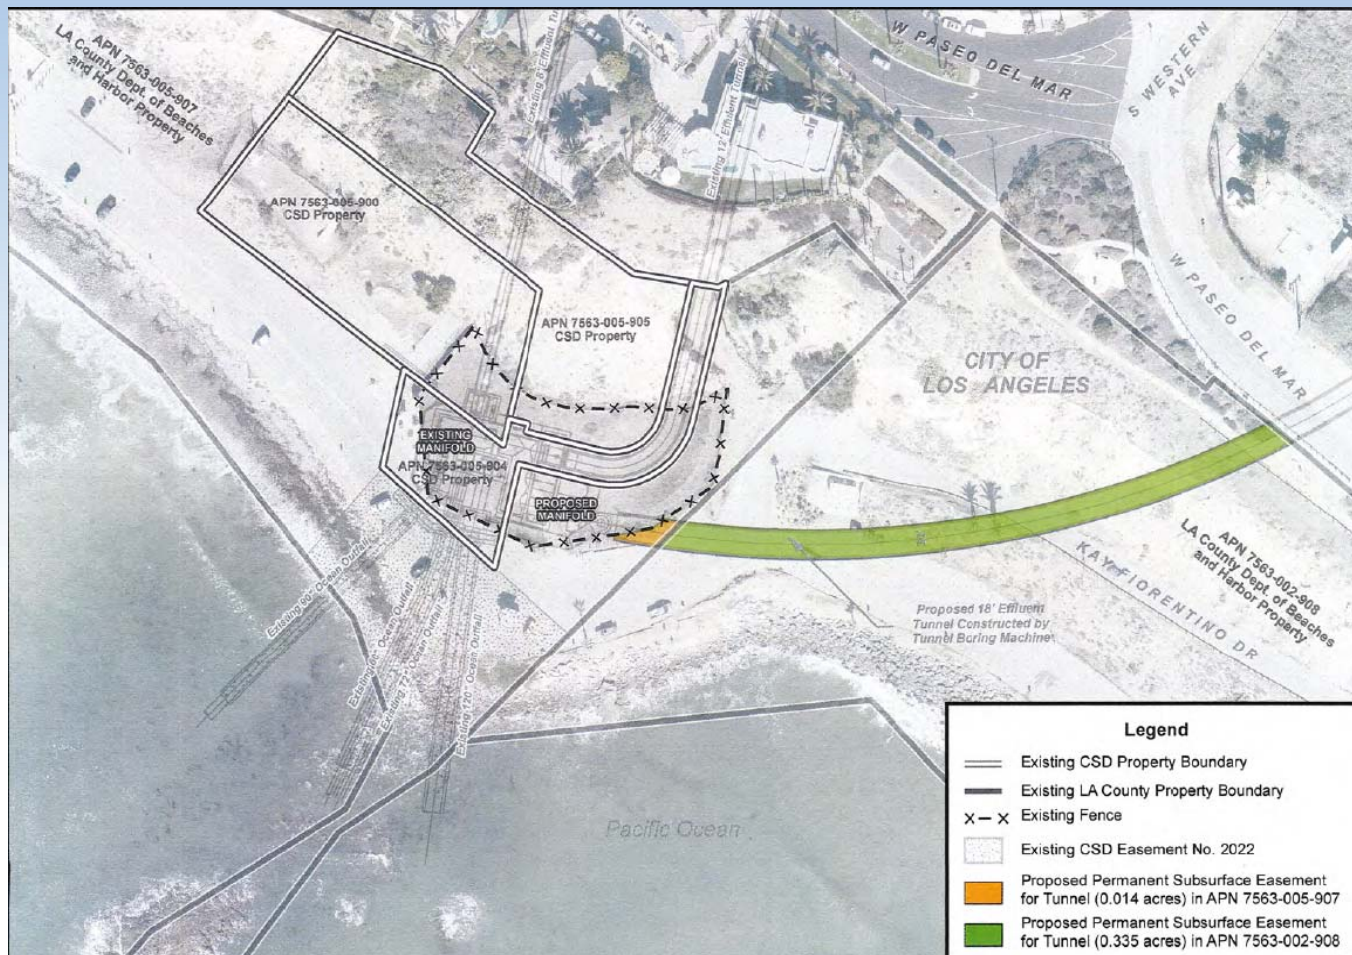 APN 7563-005-907
LA County Dept. of Beaches
and Harbor Property
Existing 8' Effluent Tu
W PASEO DEL MAR
S WESTERN
AVE
Existing 12' Effluent Tunnel
APN 7563-005-900
CSD Property
APN 7563-005-905
CSD Property
W PASEO DEL MAR
CITY OF
LOS ANGELES
EXISTING
MANIFOLD
APN 7563-005-904
CSD Property
PROPOSED
MANIFOLD
APN 7563-002-908
LA County Dept. of Beaches
and Harbor Property
KAY FIORENTINO DR
Proposed 18' Effluent
Tunnel Constructed by
Tunnel Boring Machine
Existing 60" Ocean Outfall
Existing Ocean Outfall
Existing 72" Ocean Outfall
Existing 120" Ocean Outfall
Pacific Ocean
Legend
Existing CSD Property Boundary
Existing LA County Property Boundary
Existing Fence
Existing CSD Easement No. 2022
Proposed Permanent Subsurface Easement
for Tunnel (0.014 acres) in APN 7563-005-907
Proposed Permanent Subsurface Easement
for Tunnel (0.335 acres) in APN 7563-002-908